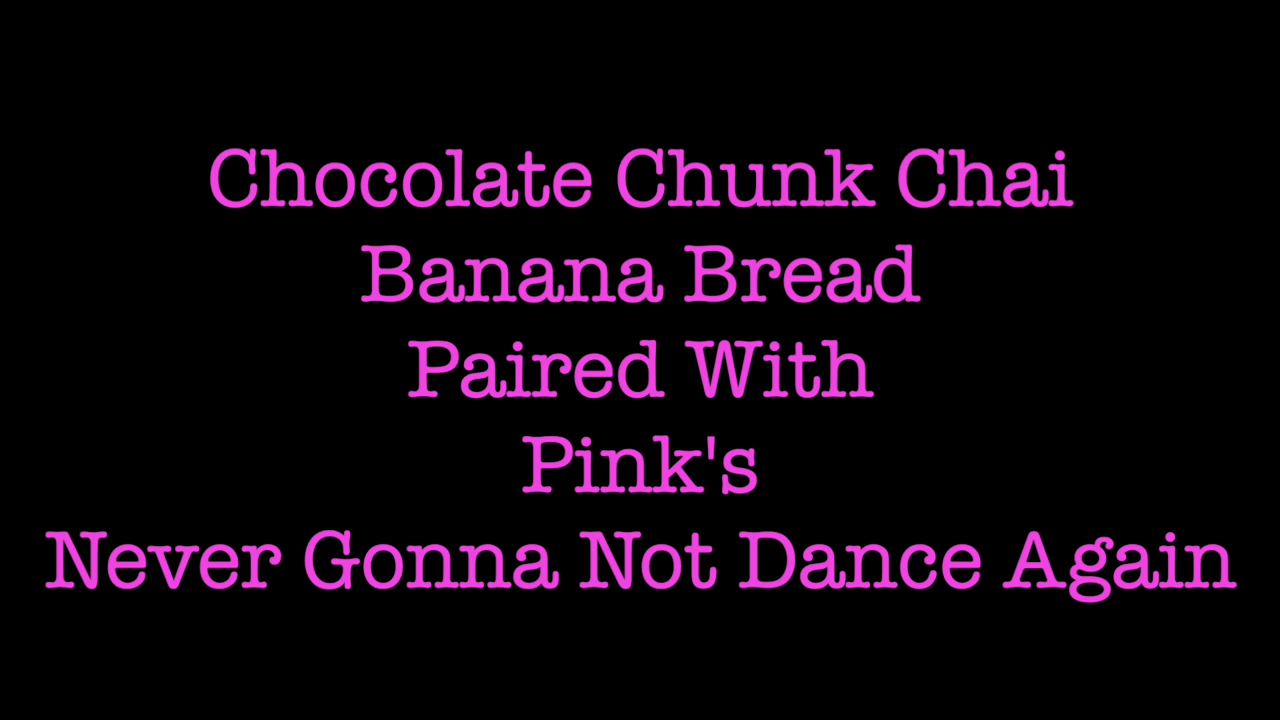 Chocolate Chunk Chai
Banana Bread
Paired With
Pink's
Never Gonna Not Dance Again